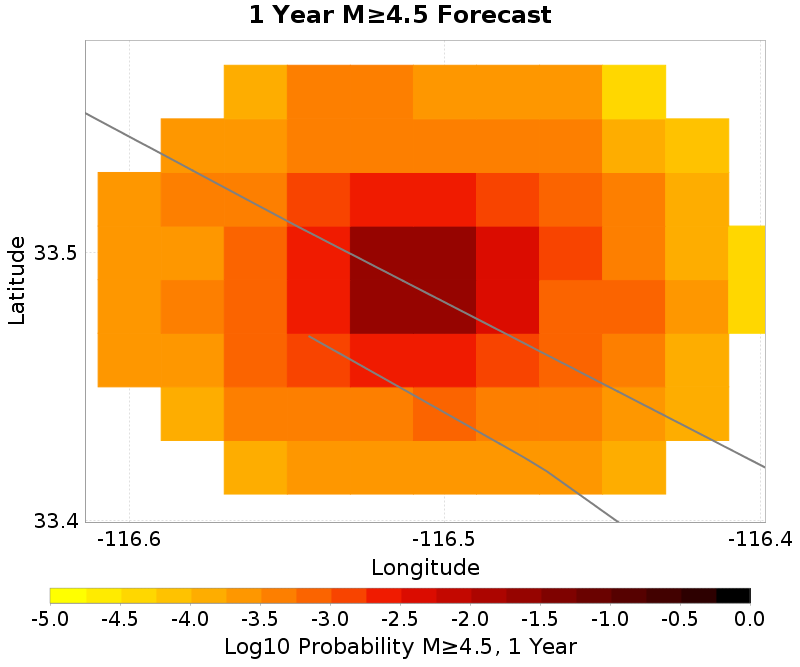 1 Year M≥4.5 Forecast
Latitude
33.5
33.4
-116.6 -116.5 -116.4
Longitude
-5.0 -4.5 -4.0 -3.5 -3.0 -2.5 -2.0 -1.5 -1.0 -0.5 0.0
Log10 Probability M≥4.5, 1 Year